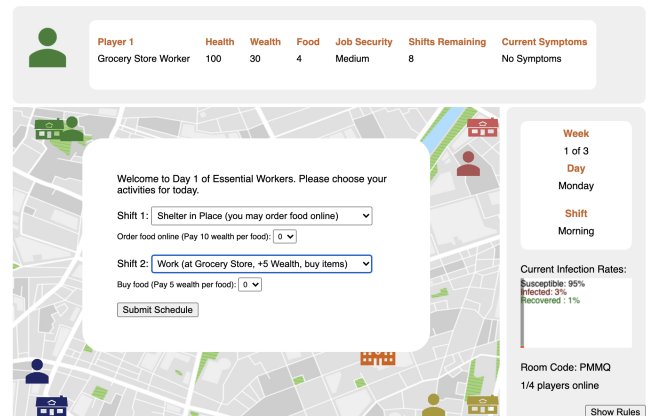 Player 1 Health Wealth Food Job Security Shifts Remaining Current Symptoms
Grocery Store Worker 100 30 4 Medium 8 No Symptoms
Welcome to Day 1 of Essential Workers. Please choose your
activities for today.
Shift 1: Shelter in Place (you may order food online)
Order food online (Pay 10 wealth per food): 0
Shift 2: Work (at Grocery Store, +5 Wealth, buy items)
Buy food (Pay 5 wealth per food): 0
Submit Schedule
Week
1 of 3
Day
Monday
Shift
Morning
Current Infection Rates:
Susceptible: 95%
Infected: 3%
Recovered : 1%
Room Code: PMMQ
1/4 players online
Show Rules